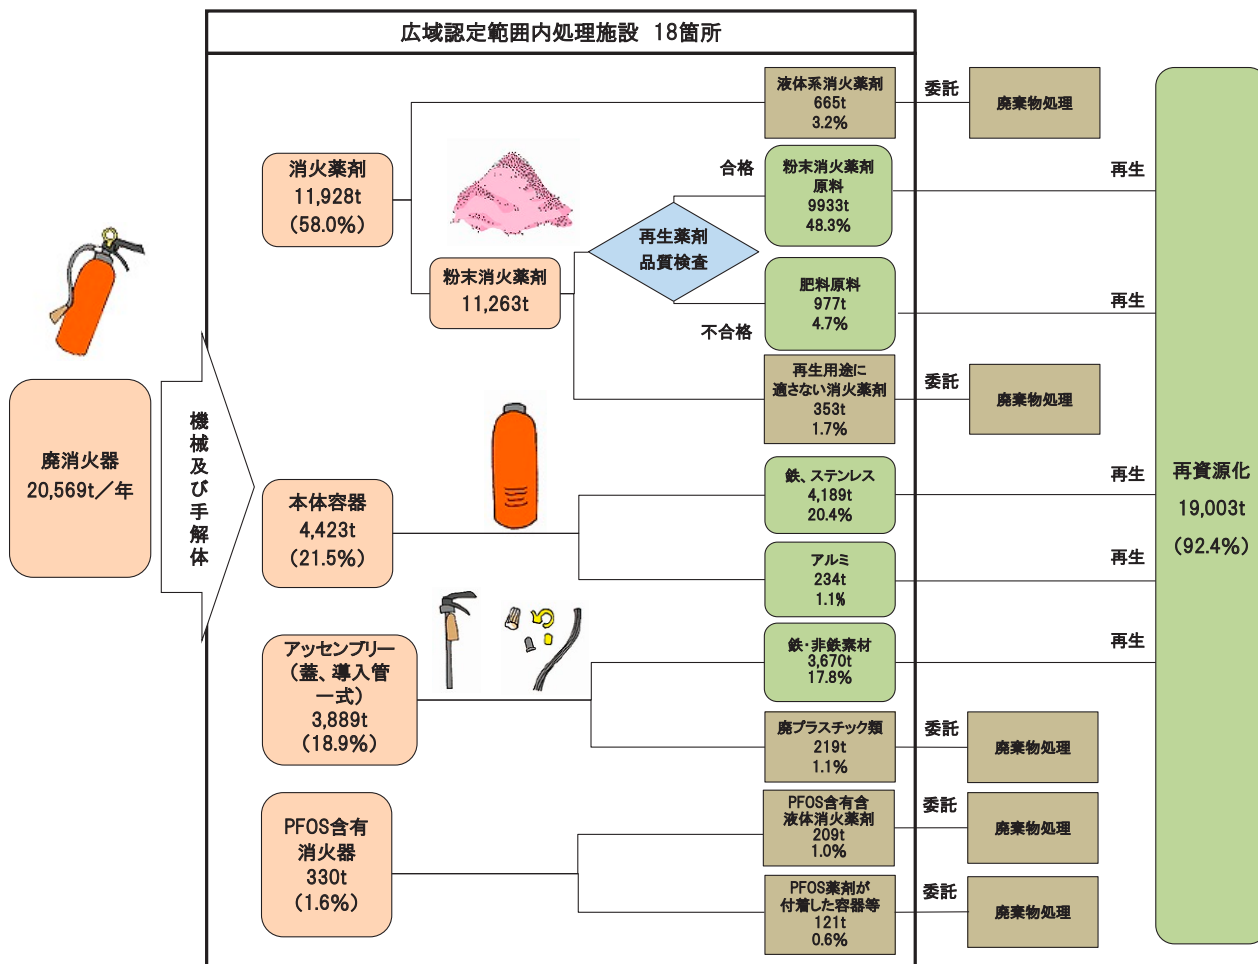 広域認定範囲内処理施設 18箇所
廃消火器
20,569t／年
機械及び手解体
消火薬剤
11,928t
(58.0%)
粉末消火薬剤
11,263t
再生薬剤
品質検査
合格
不合格
液体系消火薬剤
665t
3.2%
委託
廃棄物処理
粉末消火薬剤
原料
9933t
48.3%
再生
肥料原料
977t
4.7%
再生
再生用途に
適さない消火薬剤
353t
1.7%
委託
廃棄物処理
本体容器
4,423t
(21.5%)
鉄、ステンレス
4,189t
20.4%
再生
アルミ
234t
1.1%
再生
アッセンブリー
（蓋、導入管
一式）
3,889t
(18.9%)
鉄・非鉄素材
3,670t
17.8%
再生
廃プラスチック類
219t
1.1%
委託
廃棄物処理
PFOS含有
消火器
330t
(1.6%)
PFOS含有含
液体消火薬剤
209t
1.0%
委託
廃棄物処理
PFOS薬剤が
付着した容器等
121t
0.6%
委託
廃棄物処理
再資源化
19,003t
(92.4%)